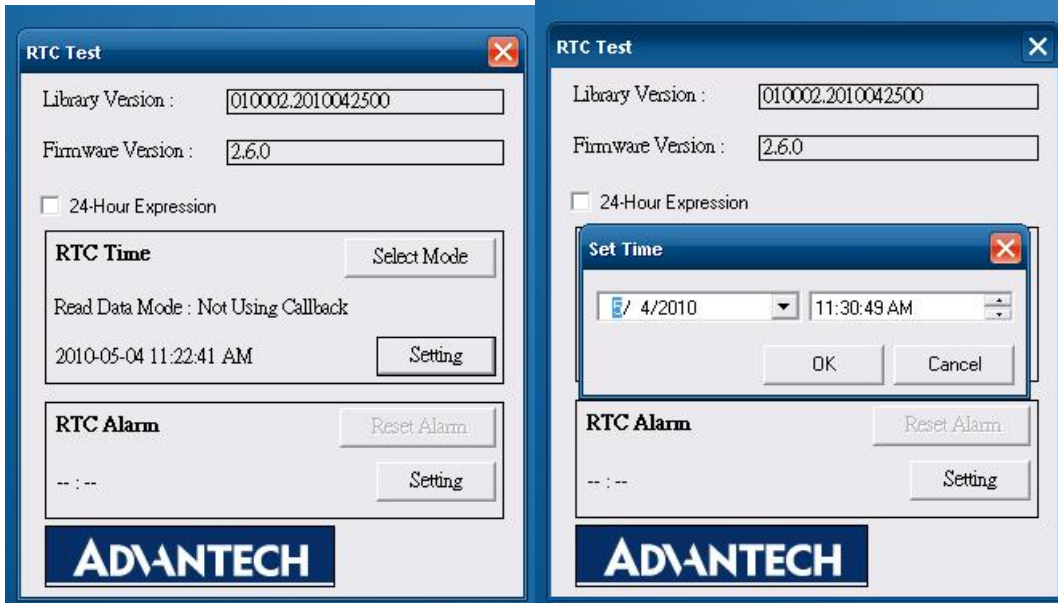 RTC Test
Library Version : 010002.2010042500
Firmware Version : 2.6.0
24-Hour Expression
RTC Time Select Mode
Read Data Mode : Not Using Callback
2010-05-04 11:22:41 AM Setting
RTC Alarm Reset Alarm
-- : -- Setting
ADVANTECH
RTC Test
Library Version : 010002.2010042500
Firmware Version : 2.6.0
24-Hour Expression
Set Time
5/ 4/2010 11:30:49 AM
OK Cancel
RTC Alarm Reset Alarm
-- : -- Setting
ADVANTECH